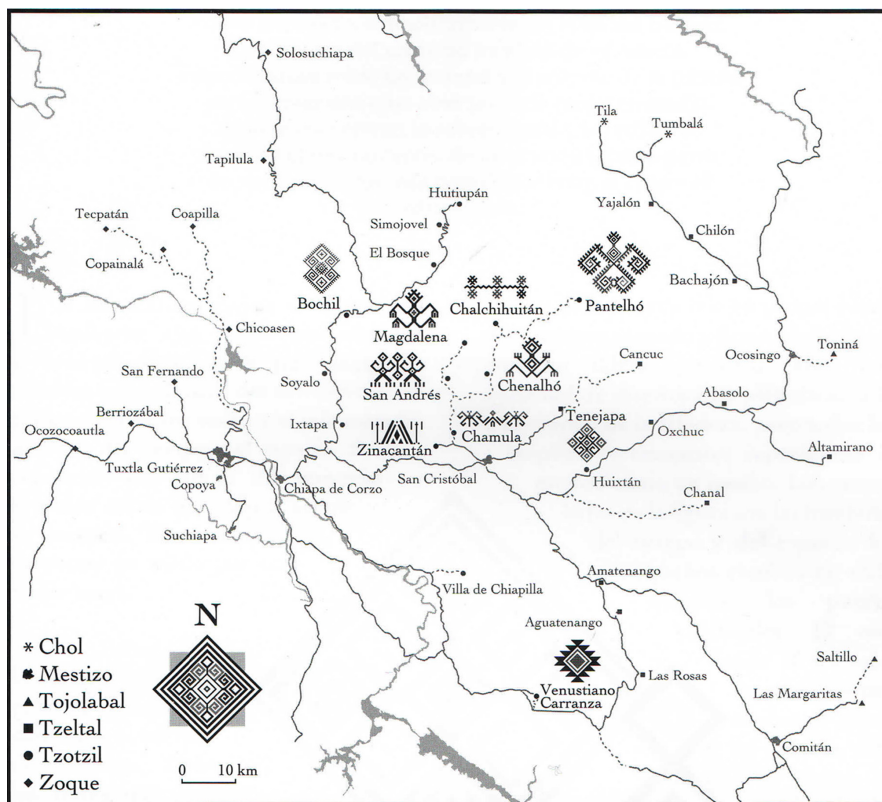 Solosuchiapa
Tila
Tumbalá
Tapilula
Huitiupán
Yajalón
Tecpatán
Coapilla
Simojovel
Chilón
El Bosque
Copainalá
Bachajón
Bochil
Chalchihuitán
Pantelhó
Magdalena
Chicoasen
Cancuc
Ocosingo
Toniná
San Fernando
Soyalo
San Andrés
Chenalhó
Abasolo
Berriozábal
Ixtapa
Tenejapa
Ocozocoautla
Chamula
Oxchuc
Zinacantán
Altamirano
Tuxtla Gutiérrez
San Cristóbal
Huixtán
Copoya
Chiapa de Corzo
Chanal
Suchiapa
Amatenango
Villa de Chiapilla
N
Aguatenango
Chol
Saltillo
Mestizo
Las Rosas
Tojolabal
Venustiano
Carranza
Las Margaritas
Tzeltal
Tzotzil
Comitán
0 10 km
Zoque